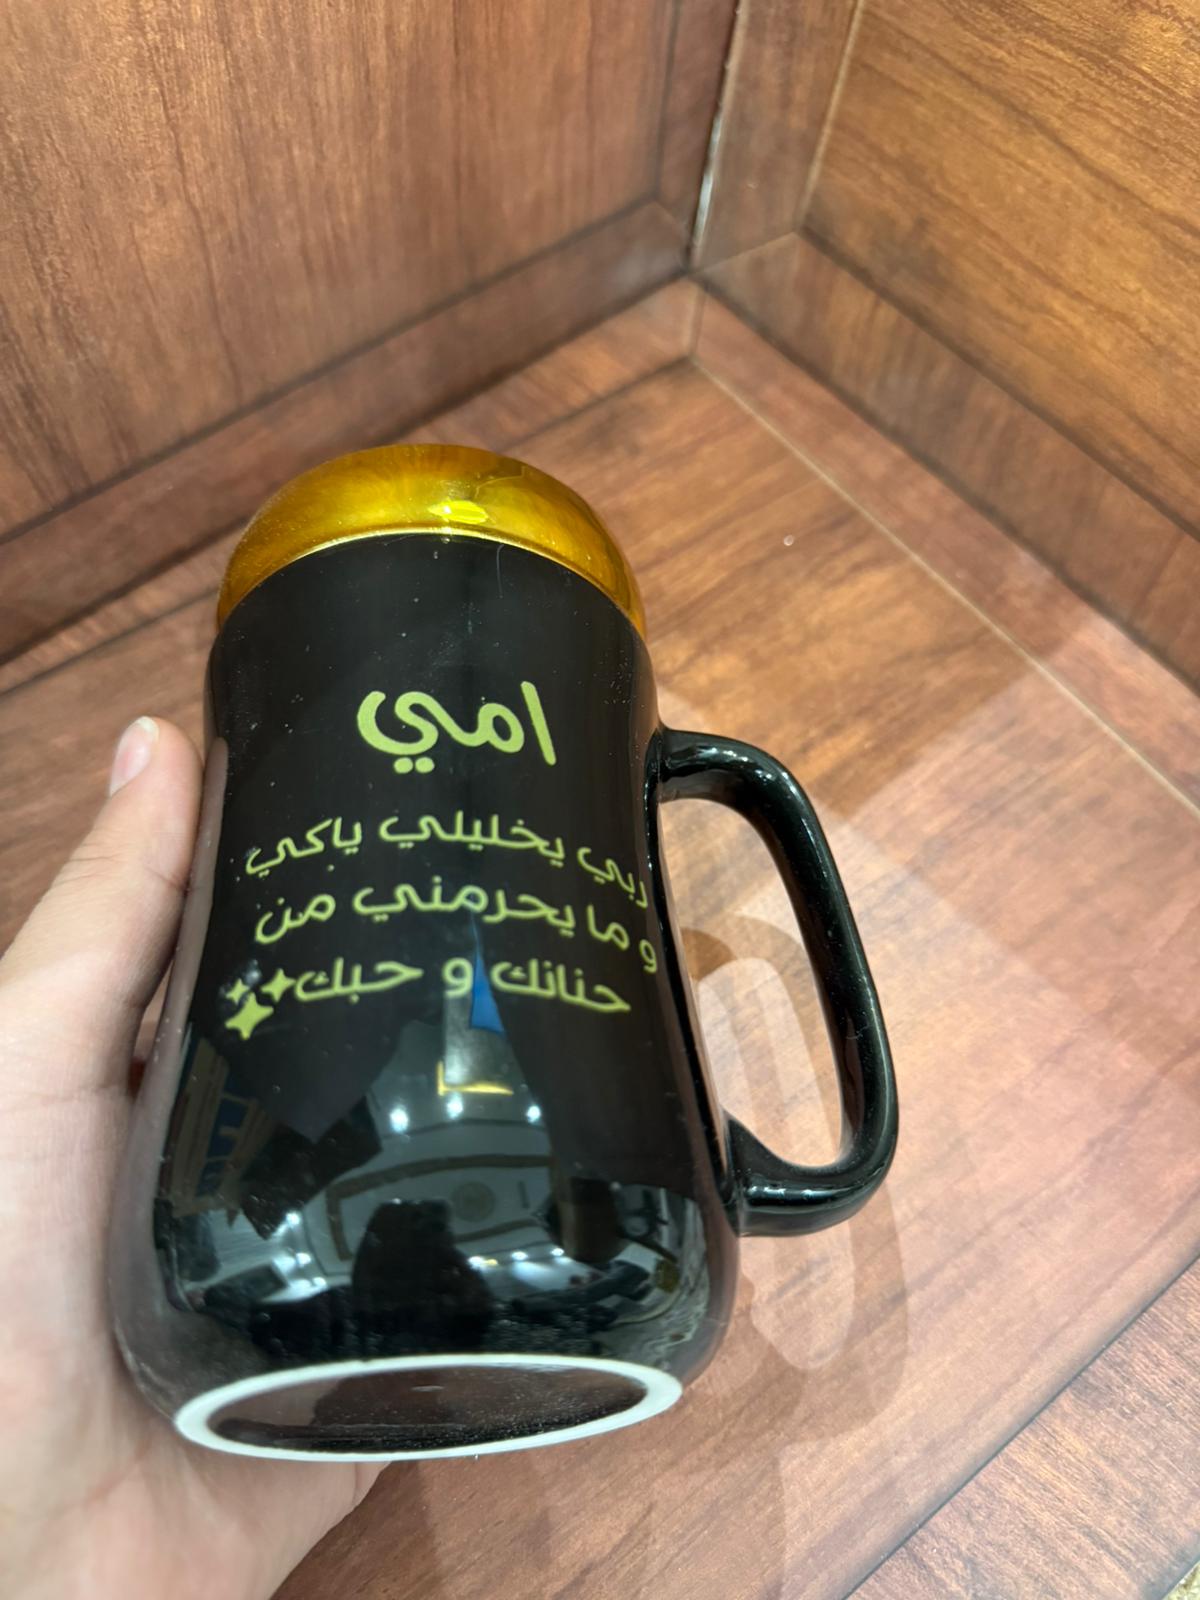 امي
ربي يخليلي ياكي
و ما يحرمني من
حنانك و حبك